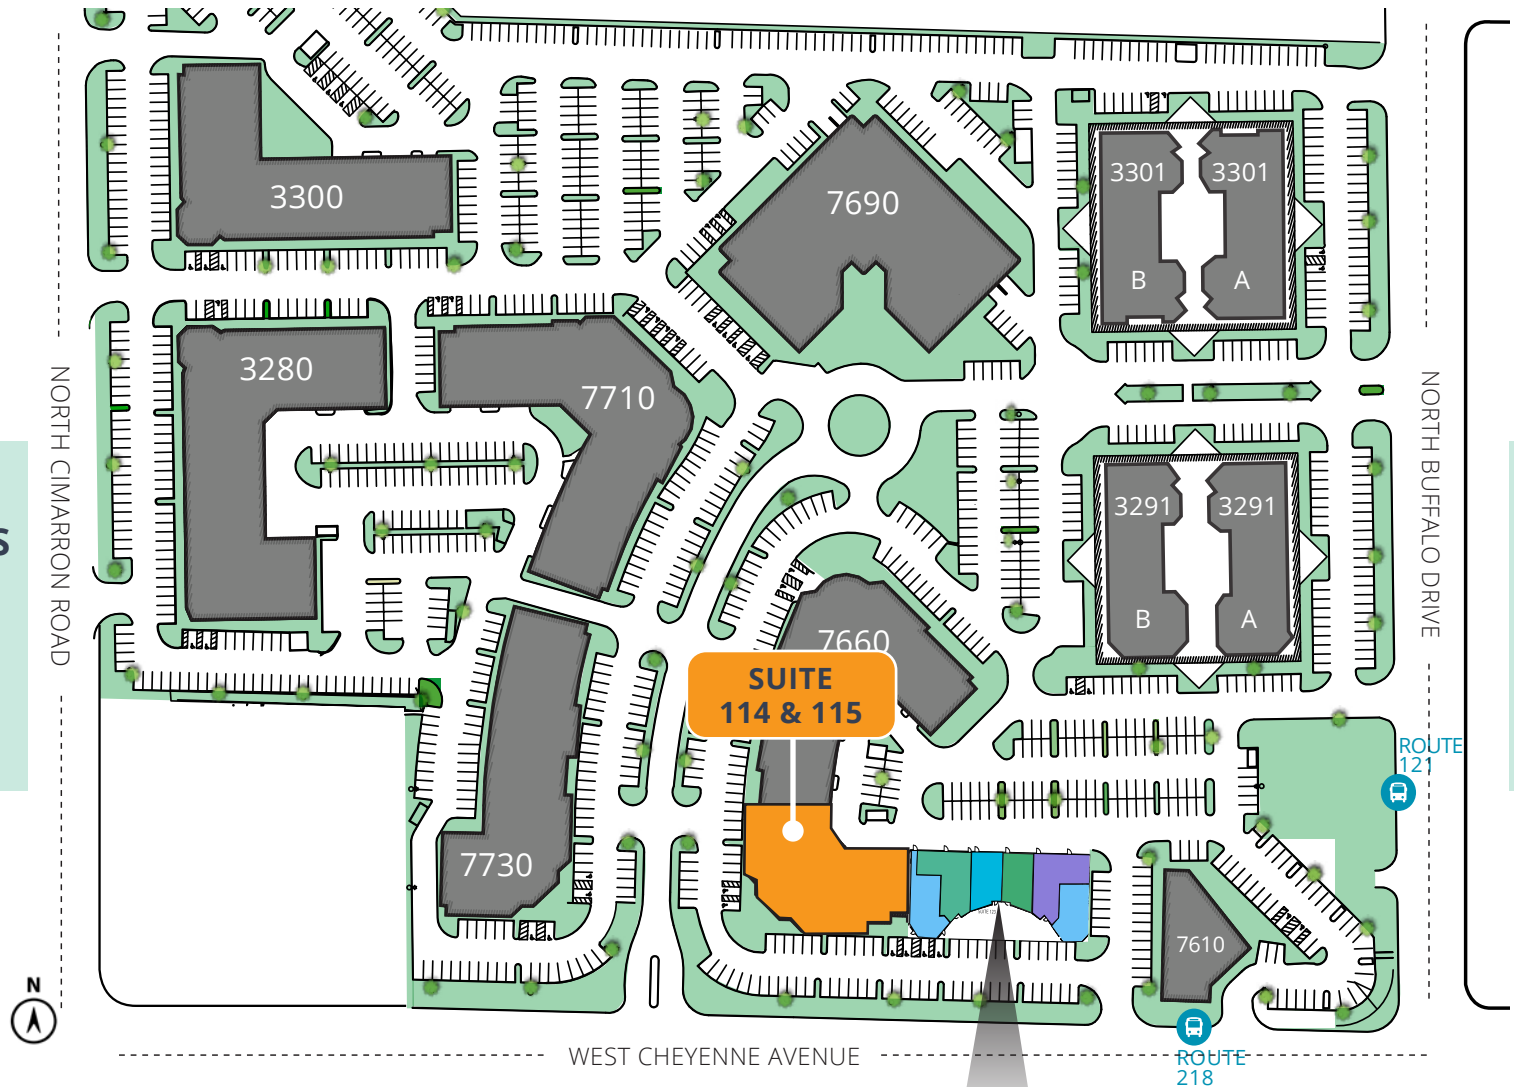 3300
7690
3301
3301
B
A
3280
7710
NORTH CIMARRON ROAD
NORTH BUFFALO DRIVE
S
3291
3291
B
A
7660
SUITE
114 & 115
ROUTE
121
7730
7610
N
WEST CHEYENNE AVENUE
ROUTE
218